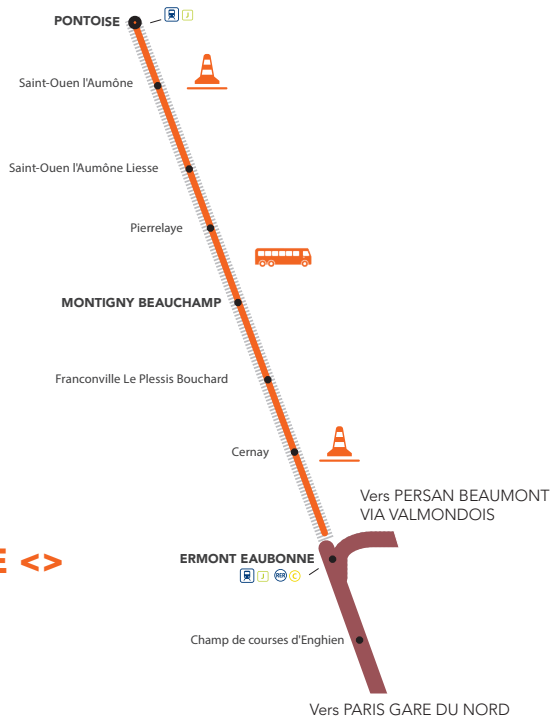 PONTOISE
J
Saint-Ouen l'Aumône
Saint-Ouen l'Aumône Liesse
Pierrelaye
MONTIGNY BEAUCHAMP
Franconville Le Plessis Bouchard
Cernay
Vers PERSAN BEAUMONT
VIA VALMONDOIS
E <>
ERMONT EAUBONNE
J RER C
Champ de courses d'Enghien
Vers PARIS GARE DU NORD